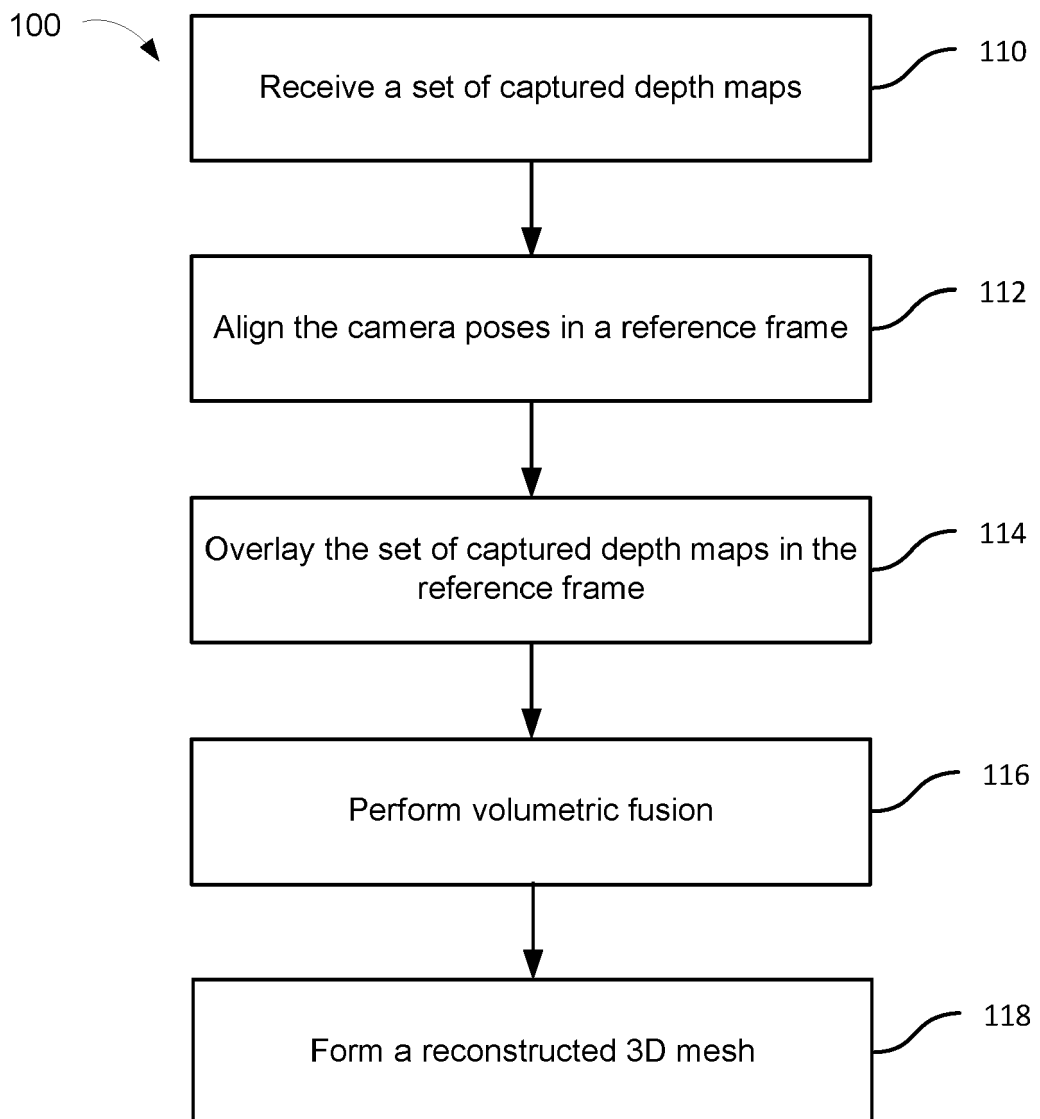 100
Receive a set of captured depth maps
110
Align the camera poses in a reference frame
112
Overlay the set of captured depth maps in the
reference frame
114
Perform volumetric fusion
116
Form a reconstructed 3D mesh
118